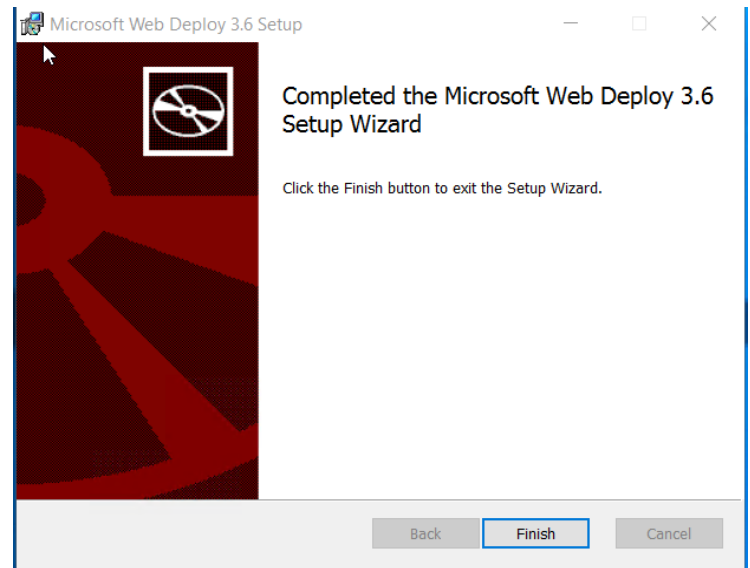 Microsoft Web Deploy 3.6 Setup
Completed the Microsoft Web Deploy 3.6
Setup Wizard
Click the Finish button to exit the Setup Wizard.
Back
Finish
Cancel